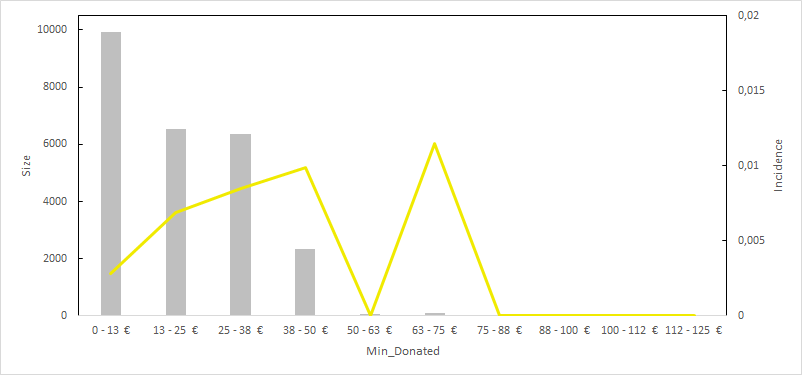 10000
8000
6000
4000
2000
0
Size
0,02
0,015
0,01
0,005
0
Incidence
0 - 13 €
13 - 25 €
25 - 38 €
38 - 50 €
50 - 63 €
63 - 75 €
75 - 88 €
88 - 100 €
100 - 112 €
112 - 125 €
Min_Donated